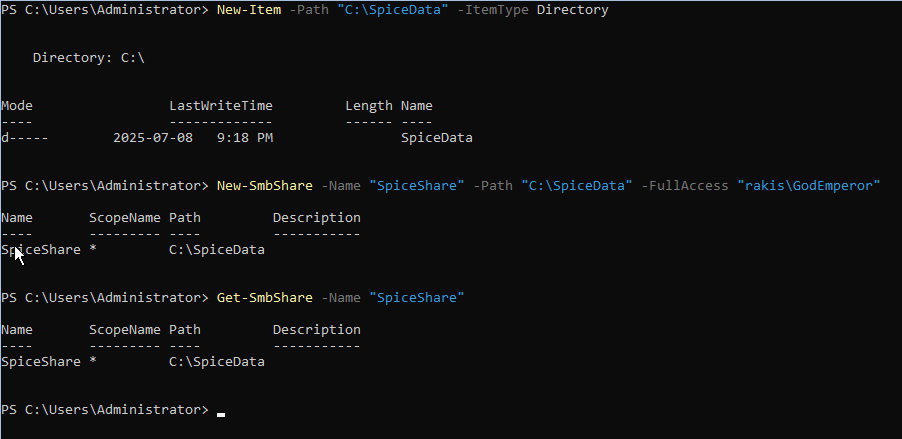 PS C:\Users\Administrator> New-Item -Path "C:\SpiceData" -ItemType Directory
    Directory: C:\
Mode                 LastWriteTime         Length Name
----                 -------------         ------ ----
d-----        2025-07-08   9:18 PM                SpiceData
PS C:\Users\Administrator> New-SmbShare -Name "SpiceShare" -Path "C:\SpiceData" -FullAccess "rakis\GodEmperor"
Name       ScopeName Path         Description
----       --------- ----         -----------
SpiceShare *         C:\SpiceData
PS C:\Users\Administrator> Get-SmbShare -Name "SpiceShare"
Name       ScopeName Path         Description
----       --------- ----         -----------
SpiceShare *         C:\SpiceData
PS C:\Users\Administrator>